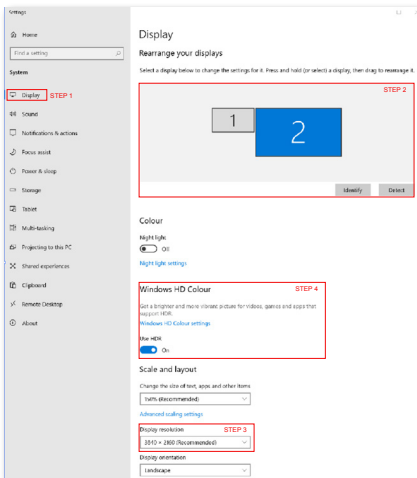 Settings
Home
Find a setting
System
Display
STEP 1
Sound
Notifications & actions
Focus assist
Power & sleep
Storage
Tablet
Multi-tasking
Projecting to this PC
Shared experiences
Clipboard
Remote Desktop
About
Display
Rearrange your displays
Select a display below to change the settings for it. Press and hold (or select) a display, then drag to rearrange it.
STEP 2
1
2
Identify
Detect
Colour
Night light
Off
Night light settings
STEP 4
Windows HD Colour
Get a brighter and more vibrant picture for videos, games and apps that
support HDR.
Windows HD Colour settings
Use HDR
On
Scale and layout
Change the size of text, apps and other items
(Recommended)
Advanced scaling settings
Display resolution
STEP 3
3840 × 2160 (Recommended)
Display orientation
Landscape